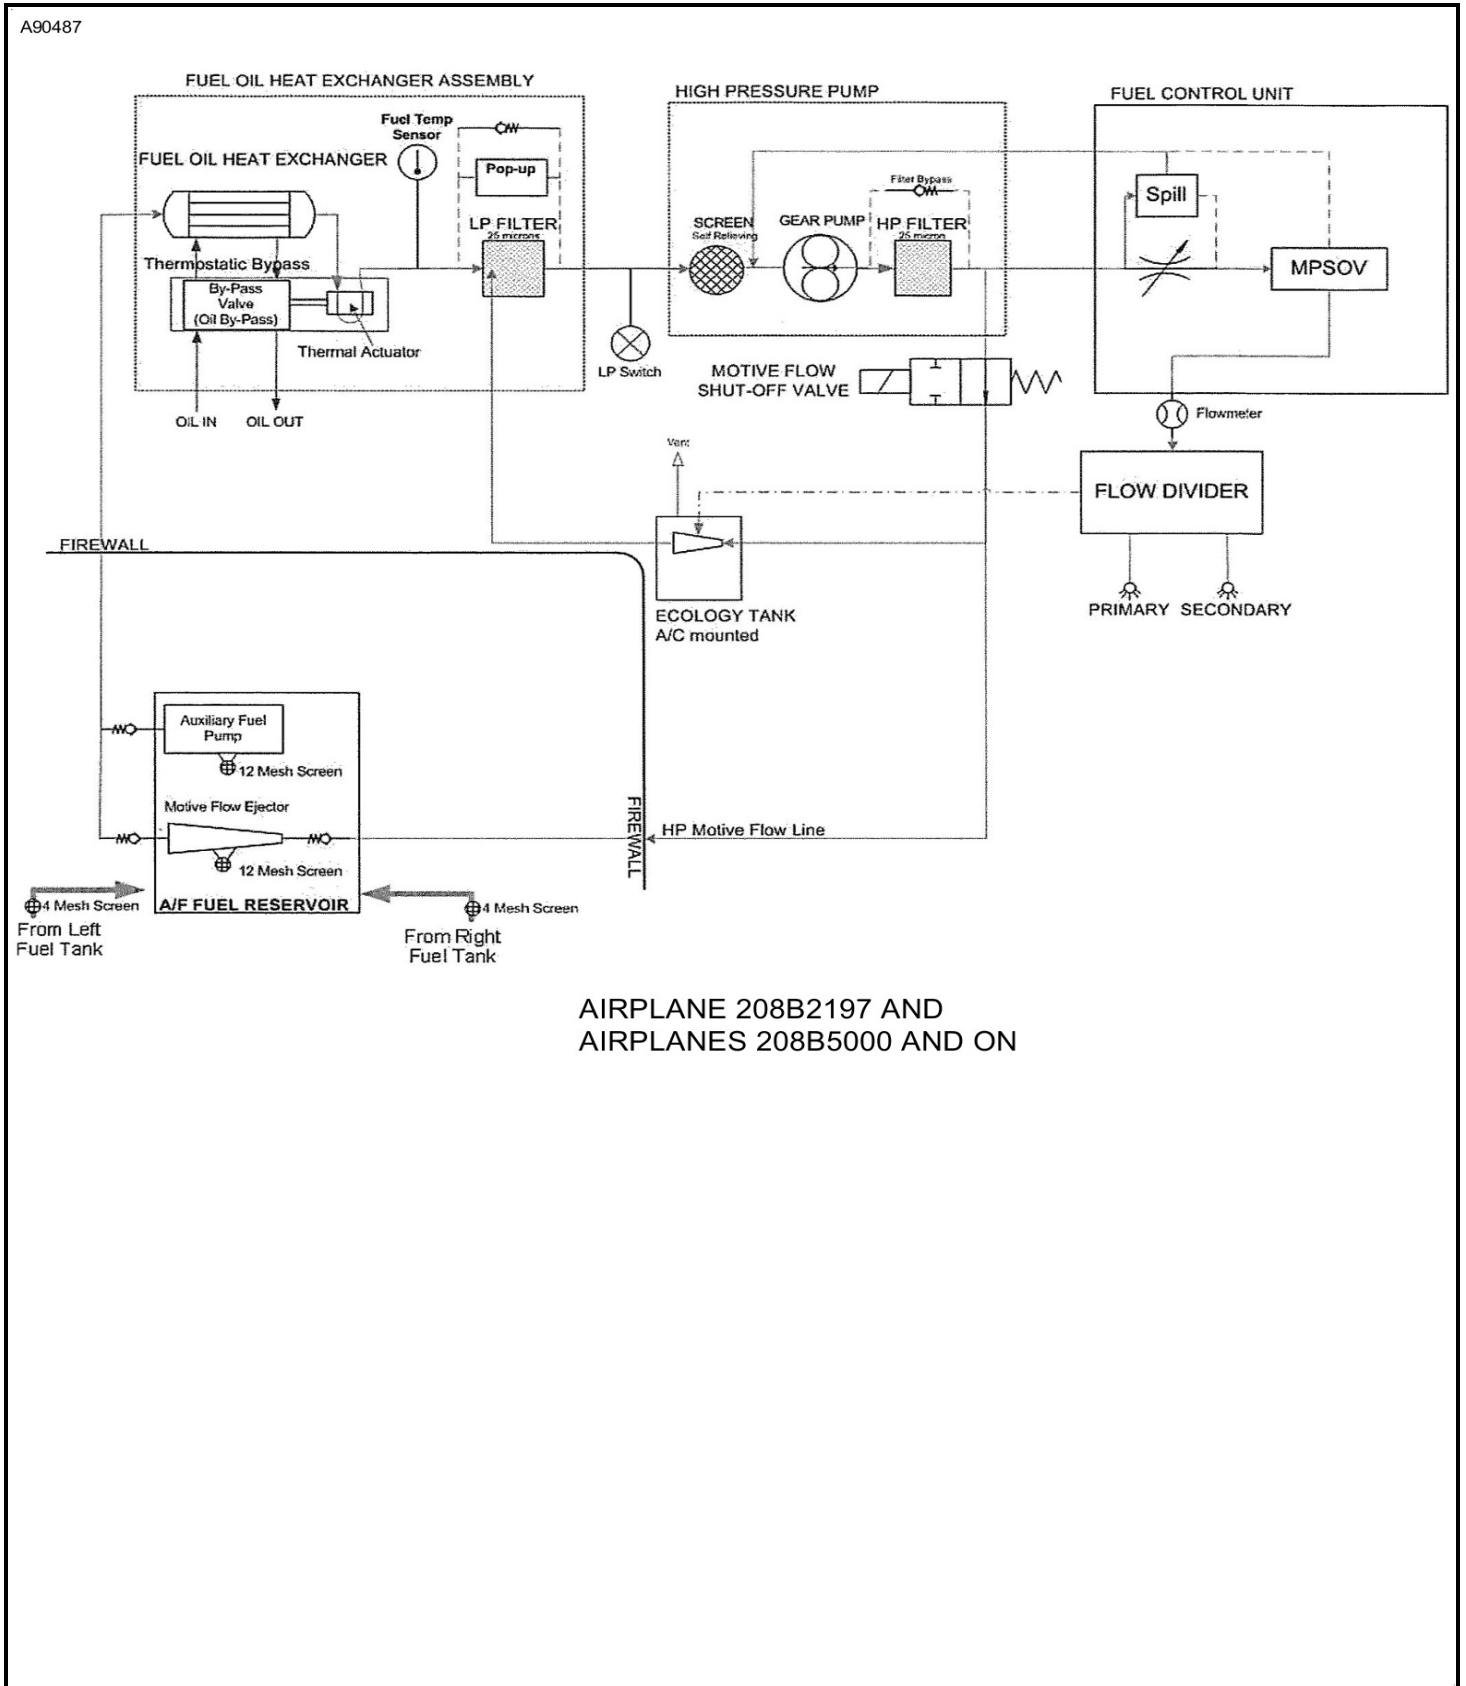 A90487
FUEL OIL HEAT EXCHANGER ASSEMBLY
HIGH PRESSURE PUMP
FUEL CONTROL UNIT
Fuel Temp
Sensor
FUEL OIL HEAT EXCHANGER
Pop-up
Filter Bypass
Spill
LP FILTER
25 microns
SCREEN
Self Relieving
GEAR PUMP
HP FILTER
25 micron
Thermostatic Bypass
By-Pass
Valve
(Oil By-Pass)
MPSOV
Thermal Actuator
LP Switch
MOTIVE FLOW
SHUT-OFF VALVE
OIL IN
OIL OUT
Flowmeter
Vent
FLOW DIVIDER
FIREWALL
PRIMARY
SECONDARY
ECOLOGY TANK
A/C mounted
Auxiliary Fuel
Pump
12 Mesh Screen
Motive Flow Ejector
FIREWALL
HP Motive Flow Line
12 Mesh Screen
4 Mesh Screen
A/F FUEL RESERVOIR
4 Mesh Screen
From Left
Fuel Tank
From Right
Fuel Tank
AIRPLANE 208B2197 AND
AIRPLANES 208B5000 AND ON